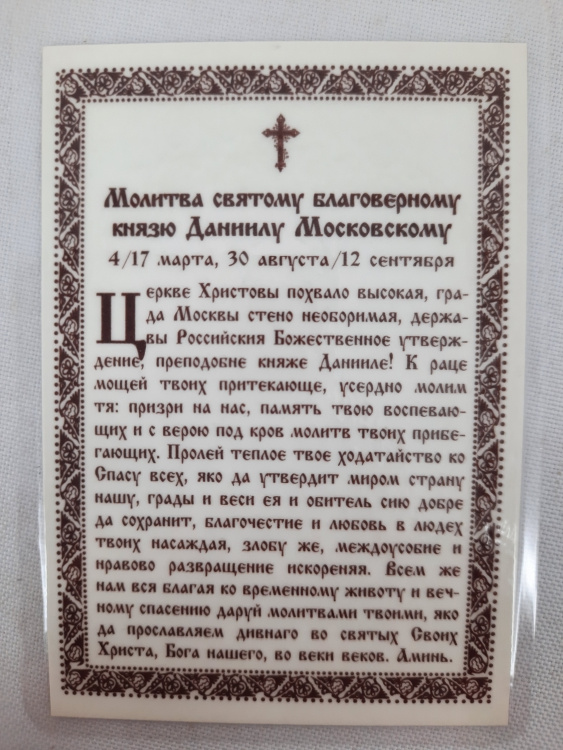 Молитва святому благоверному
князю Даниилу Московскому
4/17 марта, 30 августа/12 сентября
Церкве Христовы похвало высокая, гра-
да Москвы стено необоримая, держа-
вы Российския Божественное утверж-
дение, преподобне княже Данииле! К раце
мощей твоих притекающе, усердно молим
тя: призри на нас, память твою воспеваю-
щих и с верою под кров молитв твоих прибе-
гающих. Пролей теплое твое ходатайство ко
Спасу всех, яко да утвердит миром страну
нашу, грады и веси ея и обитель сию добре
да сохранит, благочестие и любовь в людех
твоих насаждая, злобу же, междоусобие и
нравово развращение искореняя. Всем же
нам вся благая ко временному животу и веч-
ному спасению даруй молитвами твоими, яко
да прославляем дивнаго во святых Своих
Христа, Бога нашего, во веки веков. Аминь.